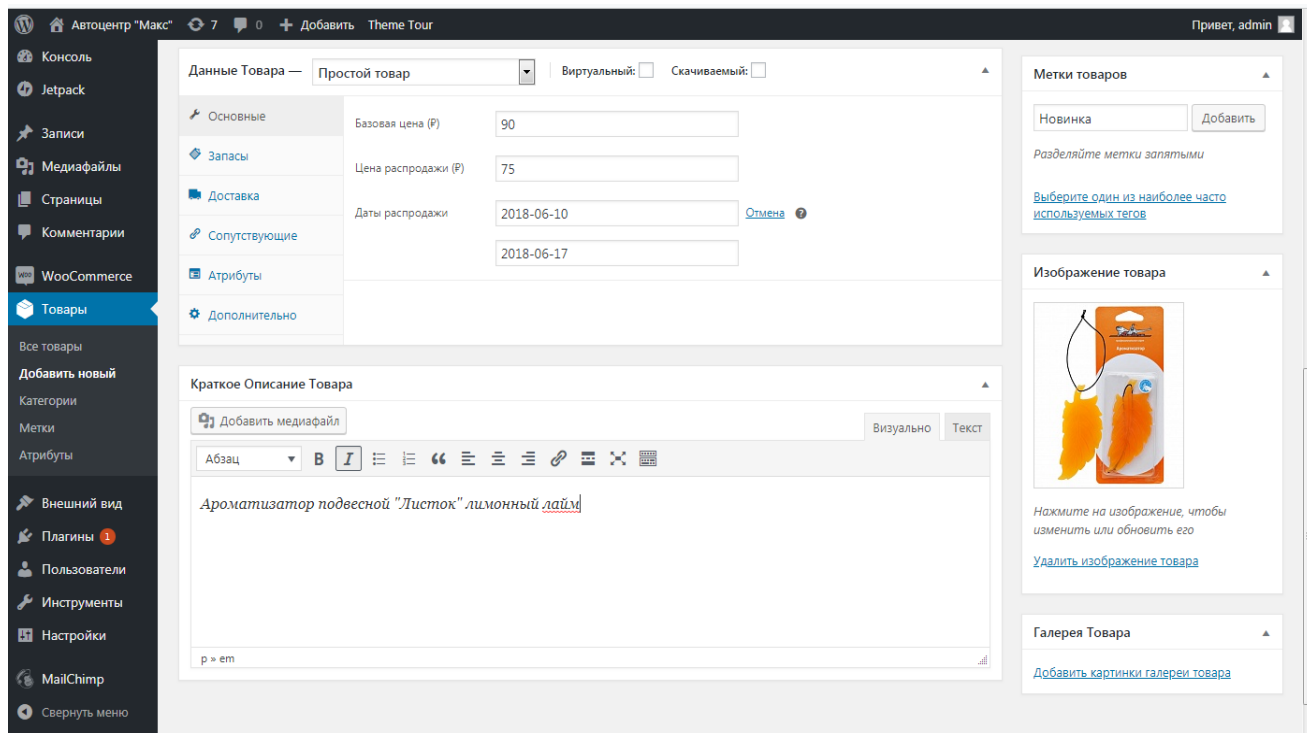 Автоцентр "Макс" 7 0 Добавить Theme Tour Привет, admin
Консоль
Jetpack
Записи
Медиафайлы
Страницы
Комментарии
WooCommerce
Товары
Все товары
Добавить новый
Категории
Метки
Атрибуты
Внешний вид
Плагины 1
Пользователи
Инструменты
Настройки
MailChimp
Свернуть меню
Данные Товара — Простой товар Виртуальный: Скачиваемый:
Основные
Запасы
Доставка
Сопутствующие
Атрибуты
Дополнительно
Базовая цена (₽) 90
Цена распродажи (₽) 75
Даты распродажи 2018-06-10 Отмена ?
2018-06-17
Краткое Описание Товара
Добавить медиафайл
Визуально Текст
Абзац B I
Ароматизатор подвесной "Листок" лимонный лайм
p » em
Метки товаров
Новинка Добавить
Разделяйте метки запятыми
Выберите один из наиболее часто
используемых тегов
Изображение товара
Ароматизатор
Нажмите на изображение, чтобы
изменить или обновить его
Удалить изображение товара
Галерея Товара
Добавить картинки галереи товара